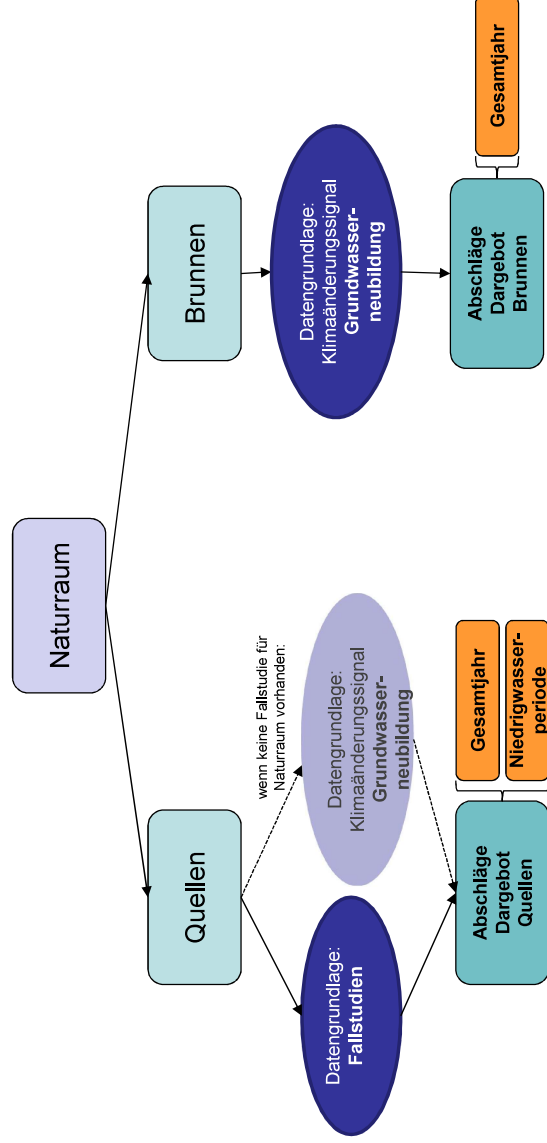 Naturraum
Quellen
Brunnen
wenn keine Fallstudie für
Naturraum vorhanden:
Datengrundlage:
Fallstudien
Datengrundlage:
Klimaänderungssignal
Grundwasser-
neubildung
Datengrundlage:
Klimaänderungssignal
Grundwasser-
neubildung
Abschläge
Dargebot
Quellen
Gesamtjahr
Niedrigwasser-
periode
Abschläge
Dargebot
Brunnen
Gesamtjahr